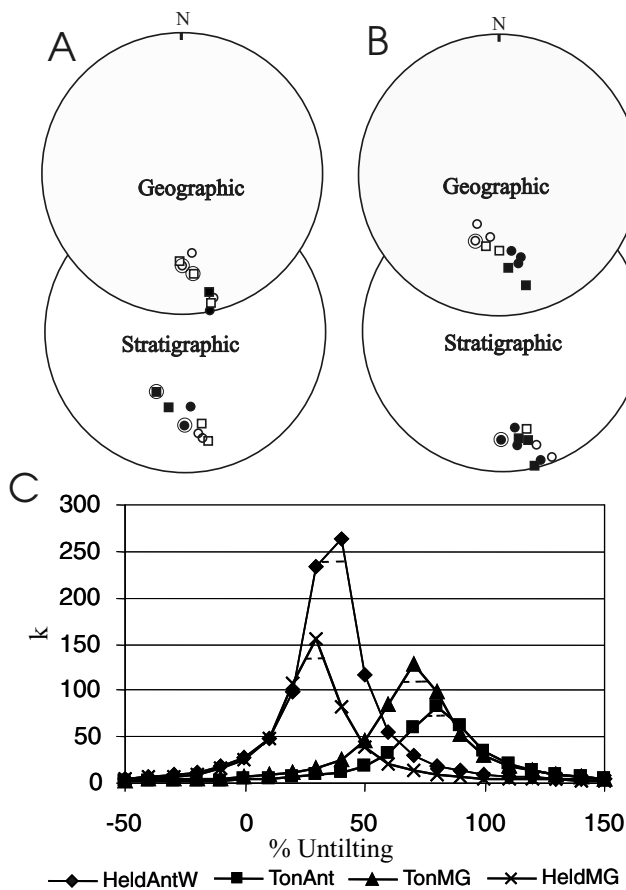 A
N
B
N
Geographic
Geographic
Stratigraphic
Stratigraphic
C
300
250
200
150
100
50
0
k
-50
0
50
100
150
% Untilting
HeldAntW
TonAnt
TonMG
HeldMG